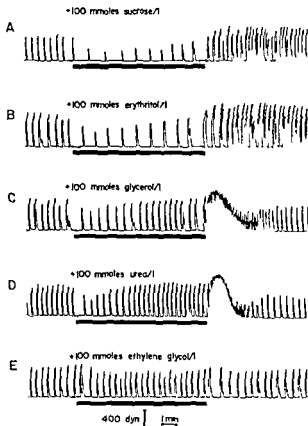 +100 mmoles sucrose/l
A
+100 mmoles erythritol/l
B
+100 mmoles glycerol/l
C
+100 mmoles urea/l
D
+100 mmoles ethylene glycol/l
E
400 dyn 1 min